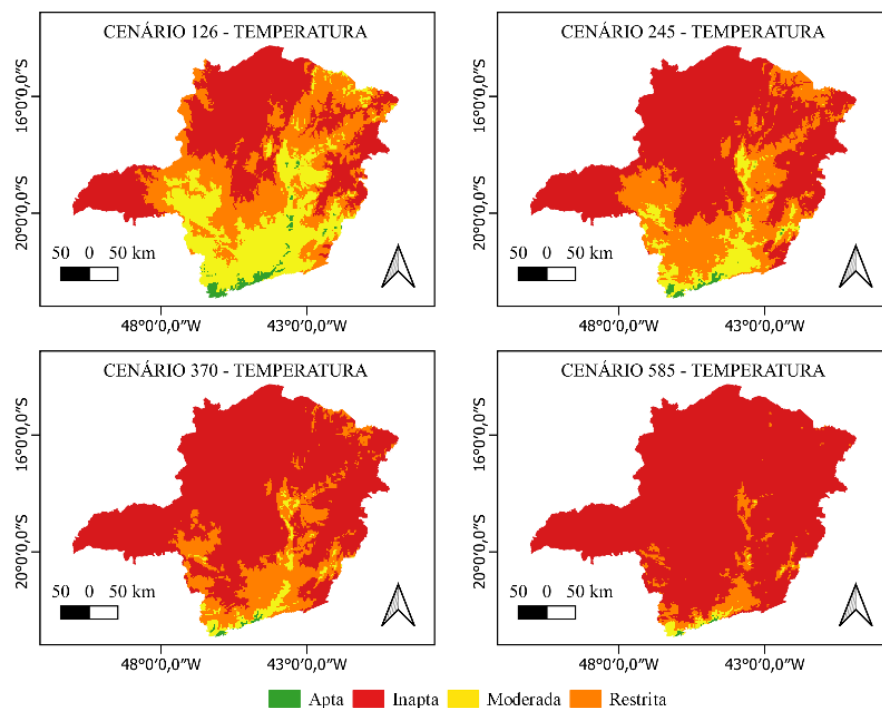 CENÁRIO 126 - TEMPERATURA
16°0'0,0"S
20°0'0,0"S
50 0 50 km
48°0'0,0"W 43°0'0,0"W
CENÁRIO 245 - TEMPERATURA
16°0'0,0"S
20°0'0,0"S
50 0 50 km
48°0'0,0"W 43°0'0,0"W
CENÁRIO 370 - TEMPERATURA
16°0'0,0"S
20°0'0,0"S
50 0 50 km
48°0'0,0"W 43°0'0,0"W
CENÁRIO 585 - TEMPERATURA
16°0'0,0"S
20°0'0,0"S
50 0 50 km
48°0'0,0"W 43°0'0,0"W
Apta Inapta Moderada Restrita